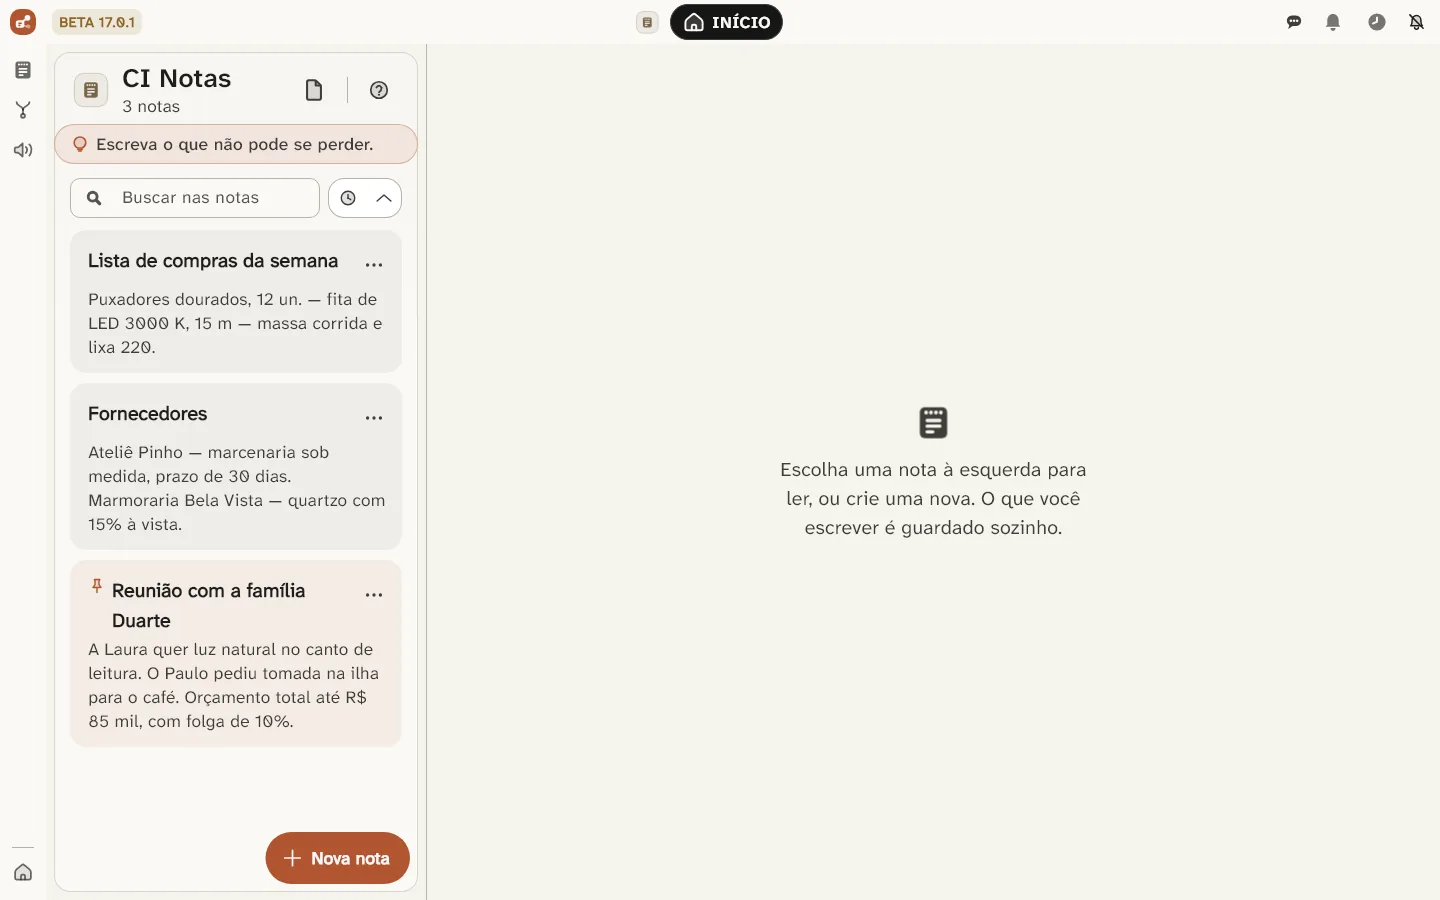 BETA 17.0.1
INÍCIO
CI Notas
3 notas
Escreva o que não pode se perder.
Buscar nas notas
Lista de compras da semana
Puxadores dourados, 12 un. — fita de
LED 3000 K, 15 m — massa corrida e
lixa 220.
Fornecedores
Ateliê Pinho — marcenaria sob
medida, prazo de 30 dias.
Marmoraria Bela Vista — quartzo com
15% à vista.
Reunião com a família
Duarte
A Laura quer luz natural no canto de
leitura. O Paulo pediu tomada na ilha
para o café. Orçamento total até R$
85 mil, com folga de 10%.
Nova nota
Escolha uma nota à esquerda para
ler, ou crie uma nova. O que você
escrever é guardado sozinho.